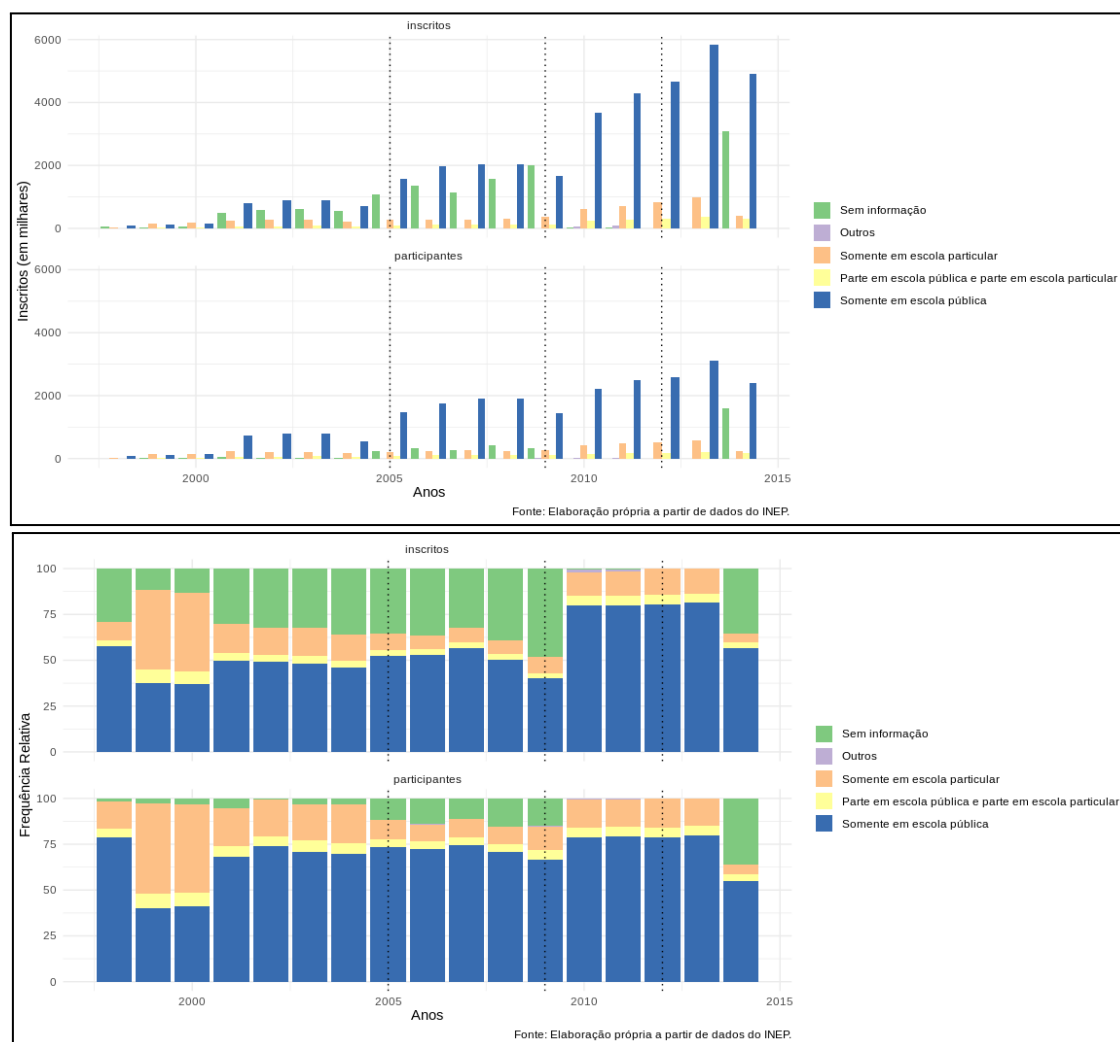 inscritos
6000
4000
2000
0
participantes
6000
4000
2000
0
Inscritos (em milhares)
2000
2005
2010
2015
Anos
Fonte: Elaboração própria a partir de dados do INEP.
Sem informação
Outros
Somente em escola particular
Parte em escola pública e parte em escola particular
Somente em escola pública
inscritos
100
75
50
25
0
participantes
100
75
50
25
0
Frequência Relativa
2000
2005
2010
2015
Anos
Fonte: Elaboração própria a partir de dados do INEP.
Sem informação
Outros
Somente em escola particular
Parte em escola pública e parte em escola particular
Somente em escola pública